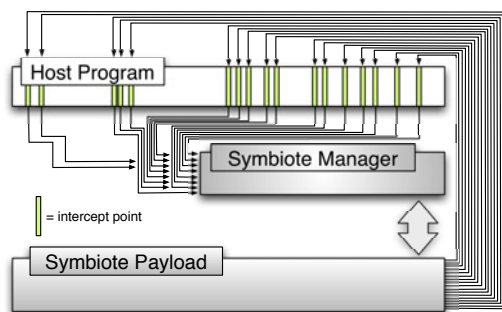 Host Program
Symbiote Manager
= intercept point
Symbiote Payload